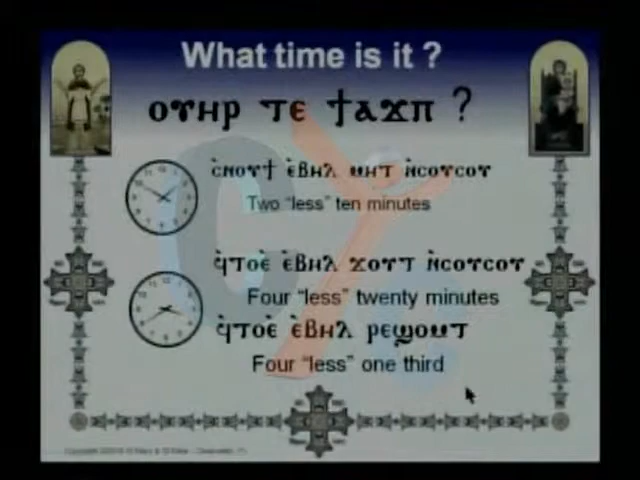 What time is it ?
ⲟⲩⲏⲣ ⲧⲉ ϯⲁϫⲡ ?
ⲥ̀ⲛⲟⲩϯ ⲉ̀ⲃⲏⲗ ⲙⲏⲧ ⲛ̀ⲥⲟⲩⲥⲟⲩ
Two “less” ten minutes
ϥ̀ⲧⲟⲉ̀ ⲉ̀ⲃⲏⲗ ϫⲟⲩⲧ ⲛ̀ⲥⲟⲩⲥⲟⲩ
Four “less” twenty minutes
ϥ̀ⲧⲟⲉ̀ ⲉ̀ⲃⲏⲗ ⲣⲉϣⲟⲙⲧ
Four “less” one third
Copyright